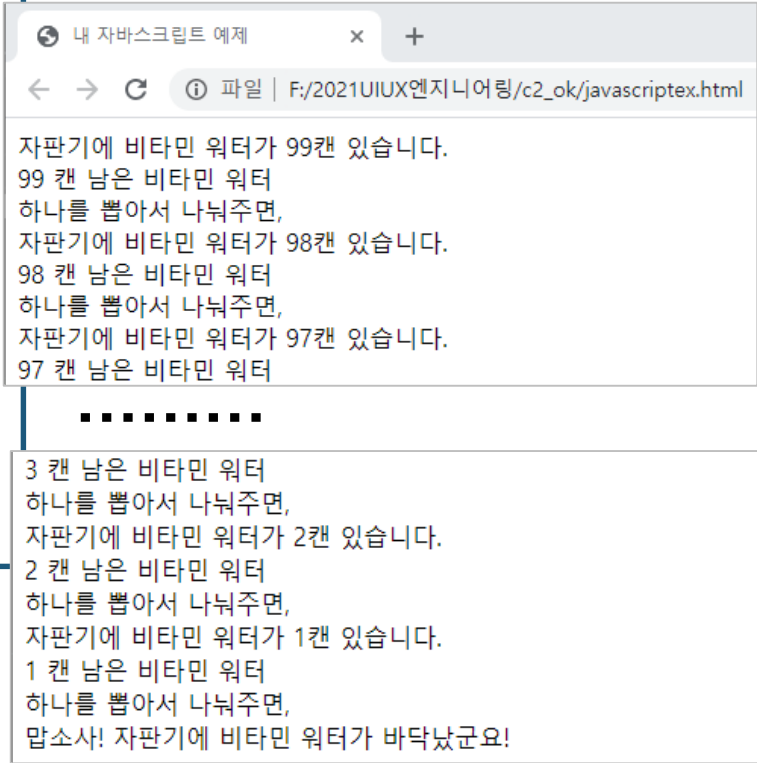 내 자바스크립트 예제
파일 | F:/2021UIUX엔지니어링/c2_ok/javascriptex.html
자판기에 비타민 워터가 99캔 있습니다.
99 캔 남은 비타민 워터
하나를 뽑아서 나눠주면,
자판기에 비타민 워터가 98캔 있습니다.
98 캔 남은 비타민 워터
하나를 뽑아서 나눠주면,
자판기에 비타민 워터가 97캔 있습니다.
97 캔 남은 비타민 워터
.........
3 캔 남은 비타민 워터
하나를 뽑아서 나눠주면,
자판기에 비타민 워터가 2캔 있습니다.
2 캔 남은 비타민 워터
하나를 뽑아서 나눠주면,
자판기에 비타민 워터가 1캔 있습니다.
1 캔 남은 비타민 워터
하나를 뽑아서 나눠주면,
맙소사! 자판기에 비타민 워터가 바닥났군요!